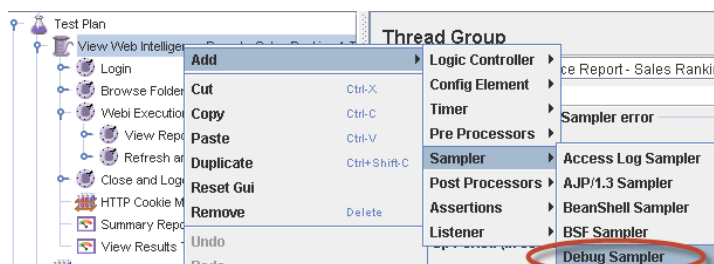 Test Plan
View Web Intelligen
Thread Group
Login
Browse Folder
Webi Execution
View Repo
Refresh an
Close and Log
HTTP Cookie M
Summary Repo
View Results
Add
Cut Ctrl-X
Copy Ctrl-C
Paste Ctrl-V
Duplicate Ctrl+Shift-C
Reset Gui
Remove Delete
Undo
Logic Controller
Config Element
Timer
Pre Processors
Sampler
Post Processors
Assertions
Listener
ce Report - Sales Ranki
Sampler error
Access Log Sampler
AJP/1.3 Sampler
BeanShell Sampler
BSF Sampler
Debug Sampler